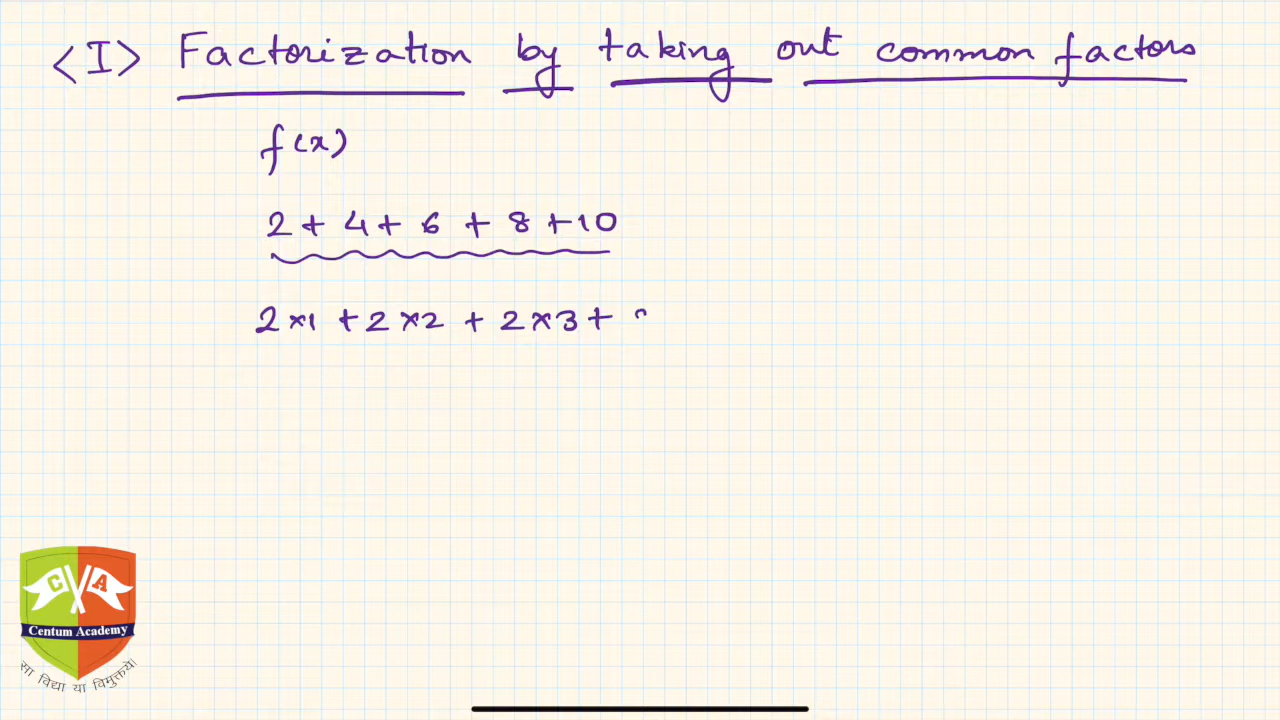 <I> Factorization by taking out common factors
f(x)
2 + 4 + 6 + 8 + 10
2×1 + 2×2 + 2×3 +
C A
Centum Academy
सा विद्या या विमुक्तये।